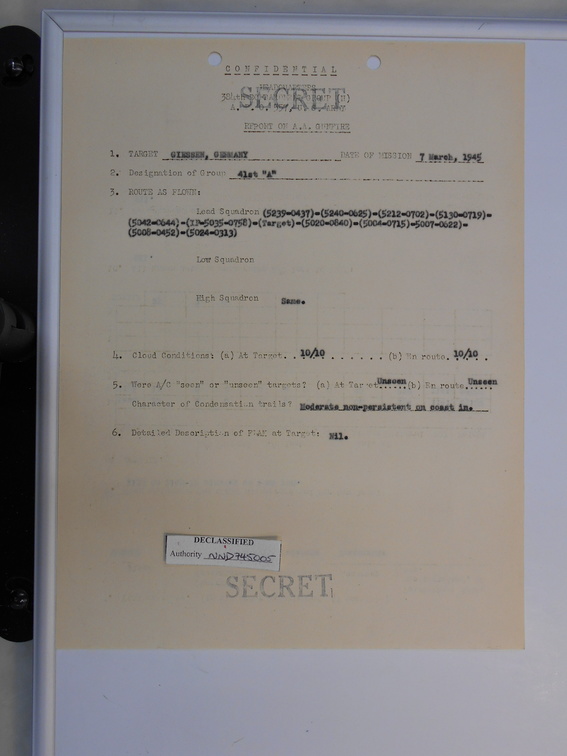 CONFIDENTIAL
HEADQUARTERS
SECRET
REPORT ON A.A. GUNFIRE
1. TARGET GIESSEN, GERMANY DATE OF MISSION 7 March, 1945
2. Designation of Group 41st "A"
3. ROUTE AS FLOWN:
Lead Squadron (5239-0437)-(5240-0625)-(5212-0702)-(5130-0719)-
(5042-0644)-(IP-5035-0758)-(Target)-(5020-0840)-(5004-0715)-5007-0622)-
(5008-0452)-(5024-0313)
Low Squadron
High Squadron Same.
4. Cloud Conditions: (a) At Target. . 10/10 . . . . . . . (b) En route. 10/10 .
5. Were A/C "seen" or "unseen" targets? (a) At Target Unseen (b) En route Unseen
Character of Condensation trails? Moderate non-persistent on coast in.
6. Detailed Description of FLAK at Target: Nil.
DECLASSIFIED
Authority NND745005
SECRET